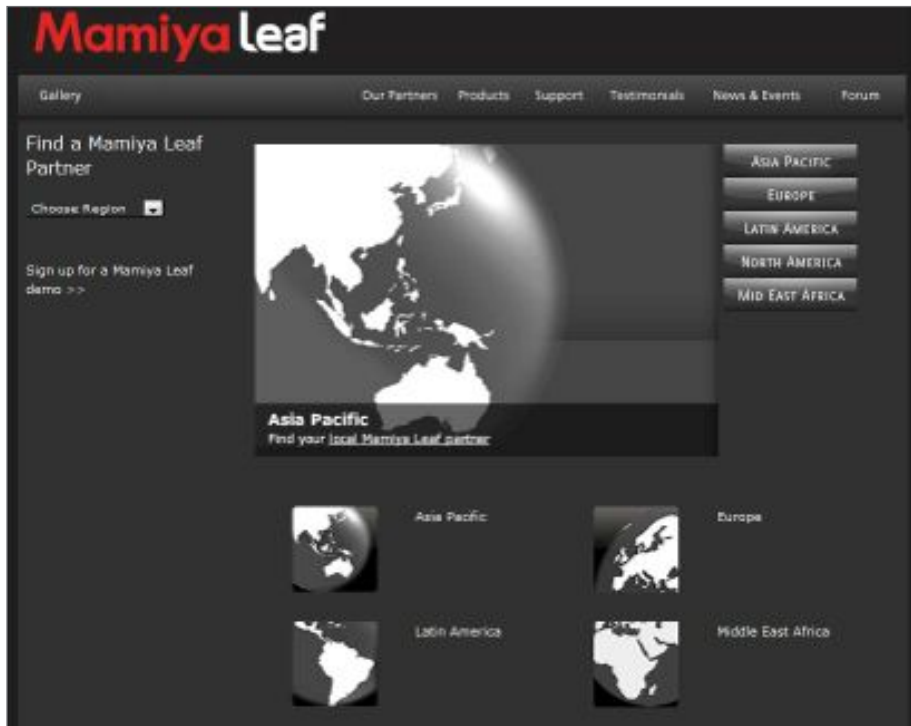 Mamiya Leaf
Gallery Our Partners Products Support Testimonials News & Events Forum
Find a Mamiya Leaf
Partner
Choose Region
Sign up for a Mamiya Leaf
demo >>
ASIA PACIFIC
EUROPE
LATIN AMERICA
NORTH AMERICA
MID EAST AFRICA
Asia Pacific
Find your local Mamiya Leaf partner
Asia Pacific
Europe
Latin America
Middle East Africa